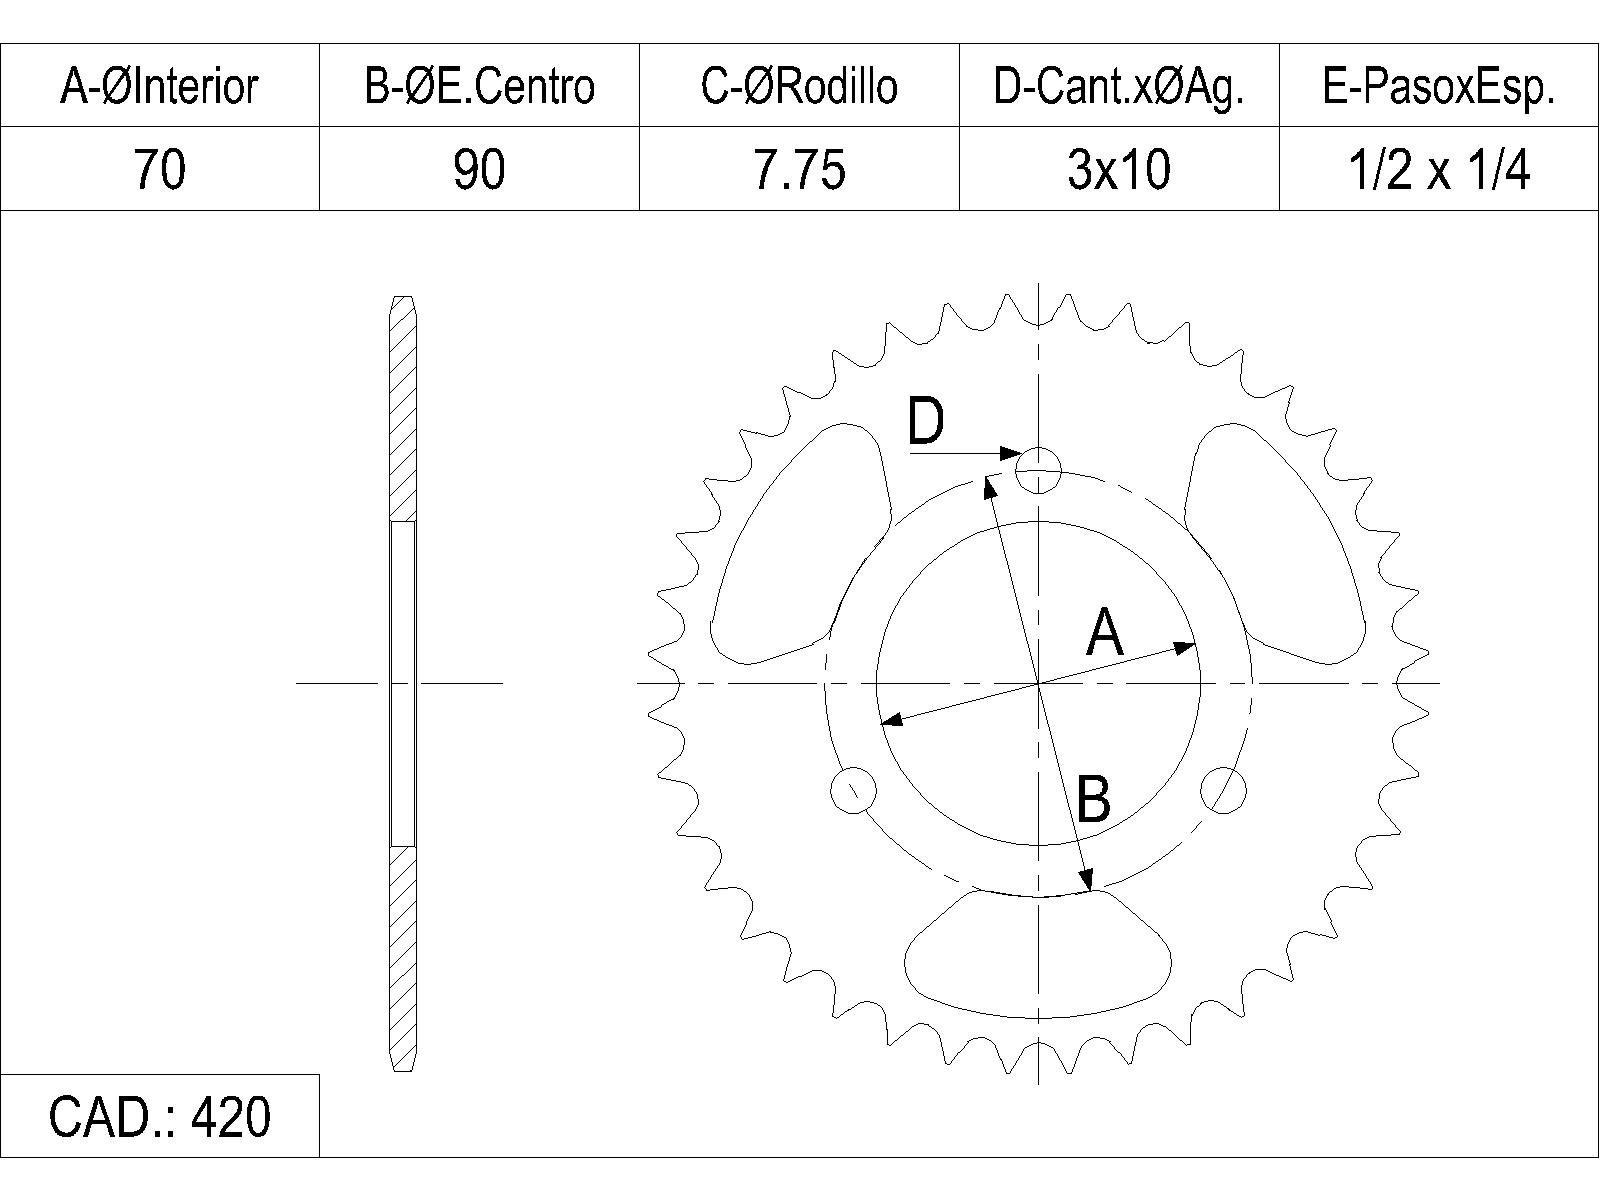 A-ØInterior B-ØE.Centro C-ØRodillo D-Cant.xØAg. E-PasoxEsp.
70 90 7.75 3x10 1/2 x 1/4
D
A
B
CAD.: 420